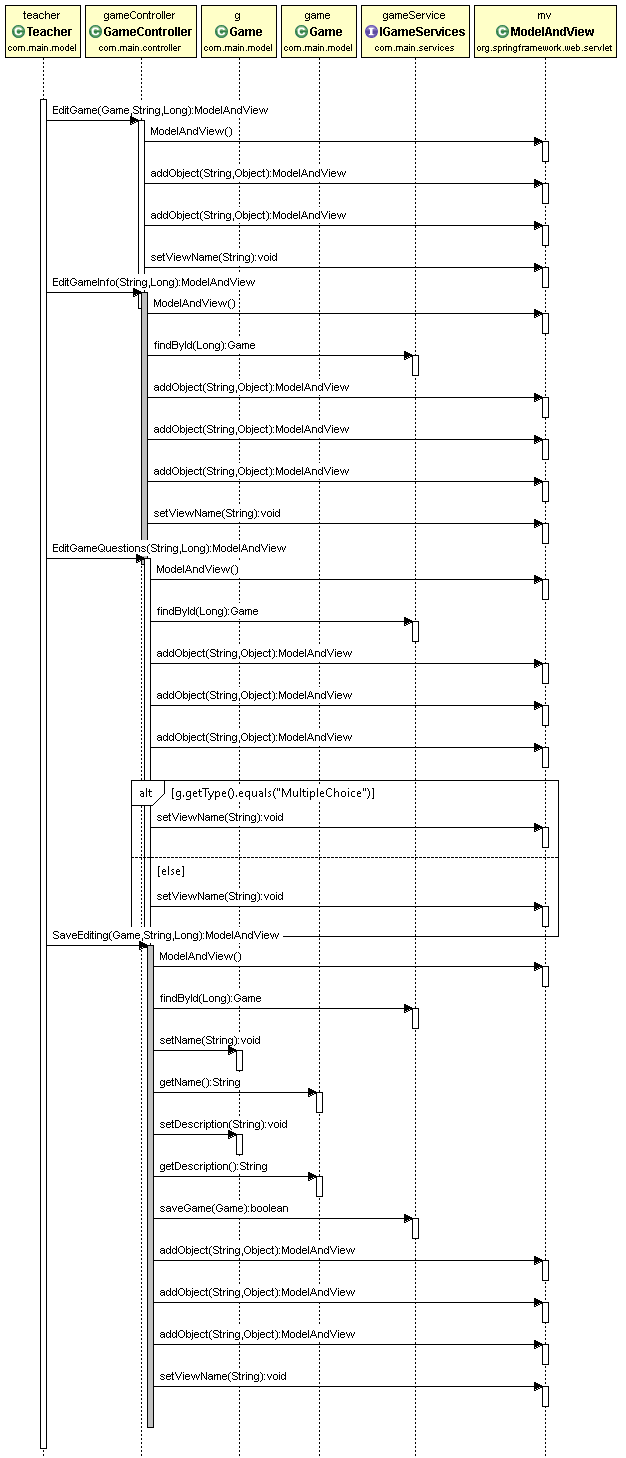 teacher
C Teacher
com.main.model
gameController
C GameController
com.main.controller
g
C Game
com.main.model
game
C Game
com.main.model
gameService
I IGameServices
com.main.services
mv
C ModelAndView
org.springframework.web.servlet
EditGame(Game,String,Long):ModelAndView
ModelAndView()
addObject(String,Object):ModelAndView
addObject(String,Object):ModelAndView
setViewName(String):void
EditGameInfo(String,Long):ModelAndView
ModelAndView()
findById(Long):Game
addObject(String,Object):ModelAndView
addObject(String,Object):ModelAndView
addObject(String,Object):ModelAndView
setViewName(String):void
EditGameQuestions(String,Long):ModelAndView
ModelAndView()
findById(Long):Game
addObject(String,Object):ModelAndView
addObject(String,Object):ModelAndView
addObject(String,Object):ModelAndView
alt [g.getType().equals("MultipleChoice")]
setViewName(String):void
[else]
setViewName(String):void
SaveEditing(Game,String,Long):ModelAndView
ModelAndView()
findById(Long):Game
setName(String):void
getName():String
setDescription(String):void
getDescription():String
saveGame(Game):boolean
addObject(String,Object):ModelAndView
addObject(String,Object):ModelAndView
addObject(String,Object):ModelAndView
setViewName(String):void